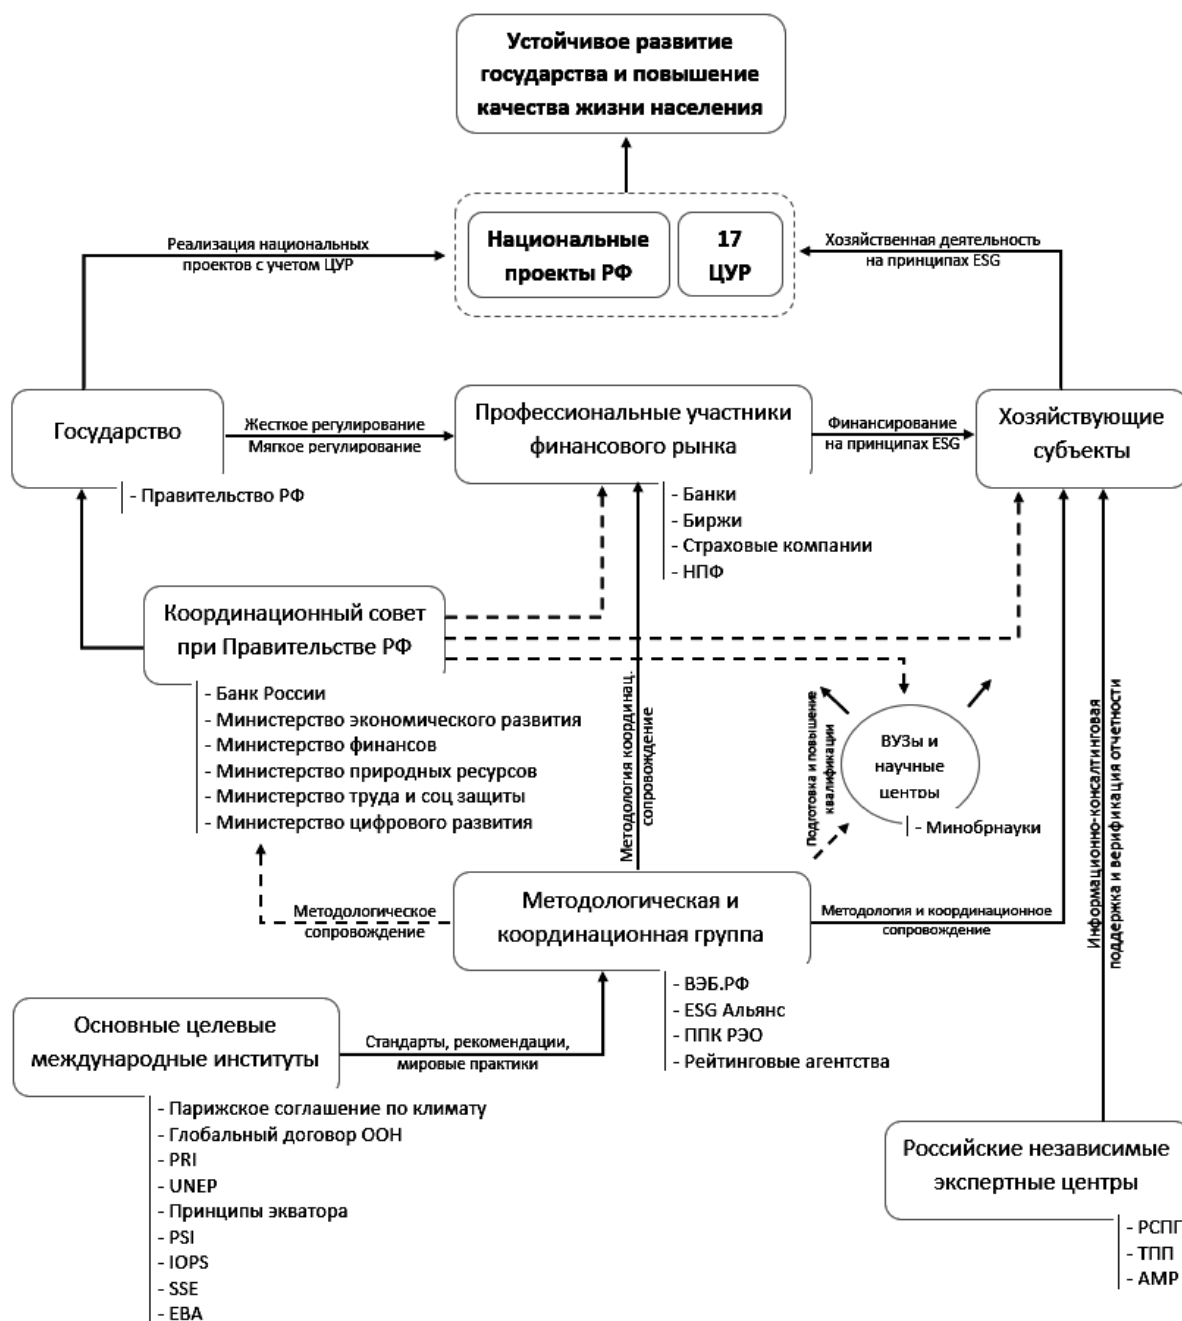 Устойчивое развитие
государства и повышение
качества жизни населения
Национальные
проекты РФ
17
ЦУР
Реализация национальных
проектов с учетом ЦУР
Хозяйственная деятельность
на принципах ESG
Государство
- Правительство РФ
Жесткое регулирование
Мягкое регулирование
Профессиональные участники
финансового рынка
- Банки
- Биржи
- Страховые компании
- НПФ
Финансирование
на принципах ESG
Хозяйствующие
субъекты
Координационный совет
при Правительстве РФ
- Банк России
- Министерство экономического развития
- Министерство финансов
- Министерство природных ресурсов
- Министерство труда и соц защиты
- Министерство цифрового развития
Методология координац.
сопровождение
Подготовка и повышение
квалификации
ВУЗы и
научные
центры
- Минобрнауки
Информационно-консалтинговая
поддержка и верификация отчетности
Методологическое
сопровождение
Методологическая и
координационная группа
- ВЭБ.РФ
- ESG Альянс
- ППК РЭО
- Рейтинговые агентства
Методология и координационное
сопровождение
Основные целевые
международные институты
- Парижское соглашение по климату
- Глобальный договор ООН
- PRI
- UNEP
- Принципы экватора
- PSI
- IOPS
- SSE
- EBA
Стандарты, рекомендации,
мировые практики
Российские независимые
экспертные центры
- РСПП
- ТПП
- АМР